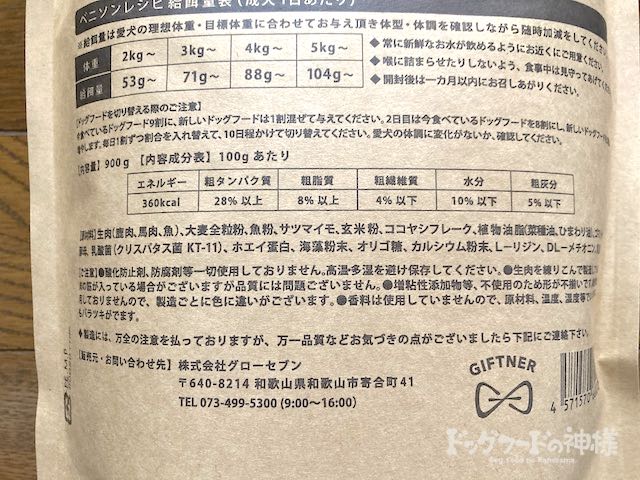 ベニソンレシピ給餌量表(成犬1日あたり)
※給餌量は愛犬の理想体重・目標体重に合わせてお与え頂き体型・体調を確認しながら随時加減をしてくださ
体重 2kg〜 3kg〜 4kg〜 5kg〜
給餌量 53g〜 71g〜 88g〜 104g〜
◆常に新鮮なお水が飲めるようにお近くにご用意くださ
◆喉に詰まらせたりしないよう、食事中は見守ってあげてくだ
◆開封後は一カ月以内にお召しあがりください。
【ドッグフードを切り替える際のご注意】
今食べているドッグフード9割に、新しいドッグフードは1割混ぜて与えてください。2日目は今食べているドッグフードを8割にし、新しいドッグフードを
増やします。毎日1割ずつ割合を入れ替えて、10日程かけて切り替えてください。愛犬の体調に変化がないか、確認してください。
【内容量】900g 【内容成分表】100gあたり
エネルギー 粗タンパク質 粗脂質 粗繊維質 水分 粗灰分
360kcal 28%以上 8%以上 4%以下 10%以下 5%以下
【原材料】生肉(鹿肉、馬肉、魚)、大麦全粒粉、魚粉、サツマイモ、玄米粉、ココヤシフレーク、植物油脂(菜種油、ひまわり油)、
酵母、乳酸菌(クリスパタス菌 KT-11)、ホエイ蛋白、海藻粉末、オリゴ糖、カルシウム粉末、L-リジン、DL-メチオニン、
【ご注意】●酸化防止剤、防腐剤等一切使用しておりません。高温・多湿を避け保存してください。●生肉を練りこんで製造し
の筋が入っている場合がございますが品質には問題ございません。●増粘性添加物等、不使用のため形が不揃いで
用しておりませんので、製造ごとに色に違いがございます。●香料は使用していませんので、原材料、温度、湿度等で
もバラツキがでます。
◆製造には、万全の注意を払っておりますが、万一品質などお気づきの点がございましたら下記にご連絡下さい。
【販売元・お問い合わせ先】 株式会社グローセブン
〒640-8214 和歌山県和歌山市寄合町41
TEL 073-499-5300 (9:00〜16:00)
GIFTNER
4 571570
ドッグフードの神様
Dog food no Kamisama